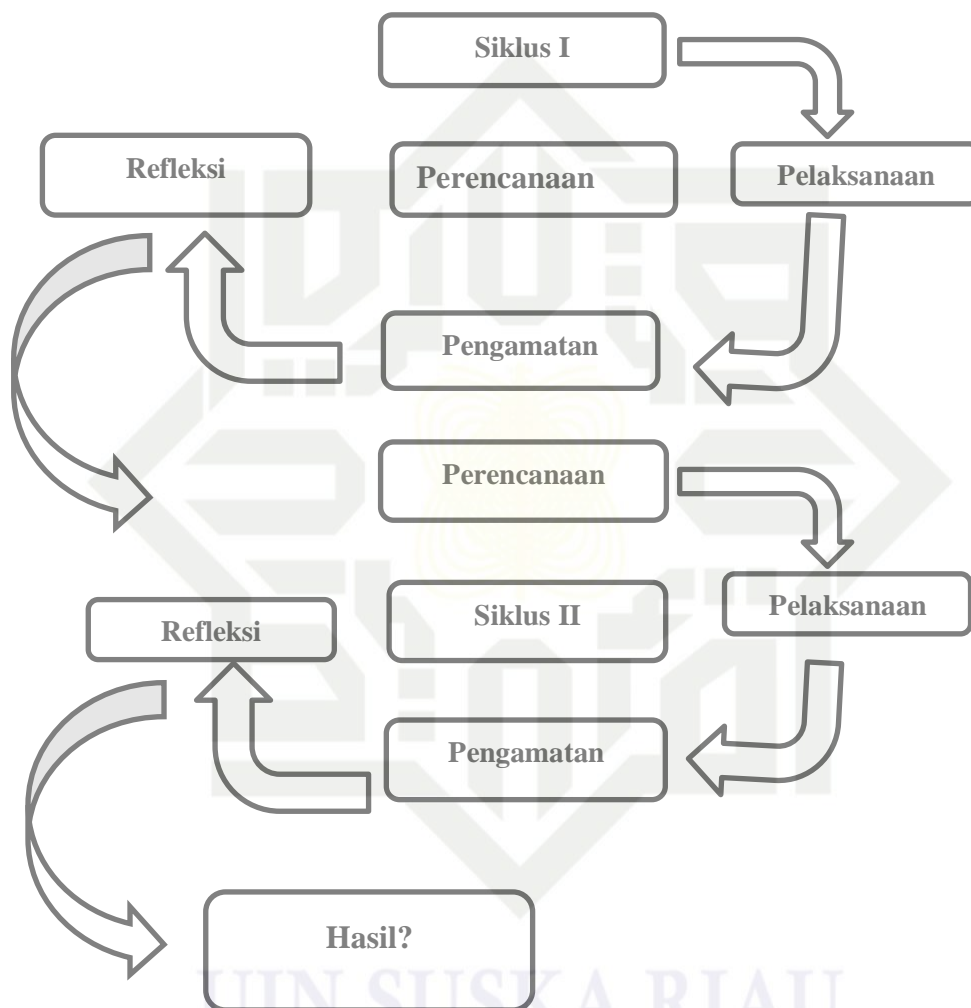 Siklus I
Refleksi
Perencanaan
Pelaksanaan
Pengamatan
Perencanaan
Pelaksanaan
Siklus II
Refleksi
Pengamatan
Hasil?
UIN SUSKA RIAU